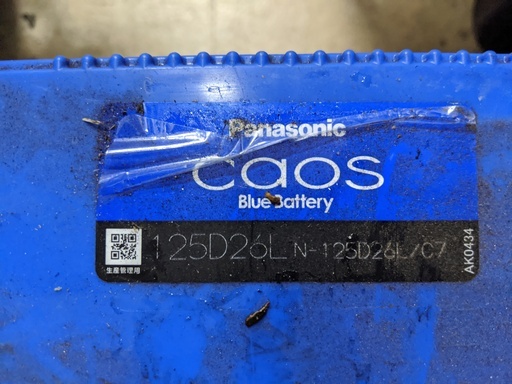 Panasonic
caos
Blue Battery
125D26L N-125D26L/C7
生産管理用
AK0434